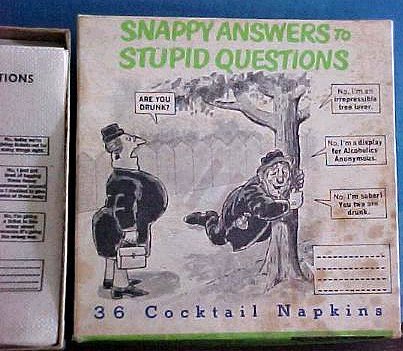 SNAPPY ANSWERS TO
STUPID QUESTIONS
ARE YOU
DRUNK?
No, I'm an
irrepressible
tree lover.
No, I'm a display
for Alcoholics
Anonymous.
No, I'm sober!
You two are
drunk.
36 Cocktail Napkins
TIONS